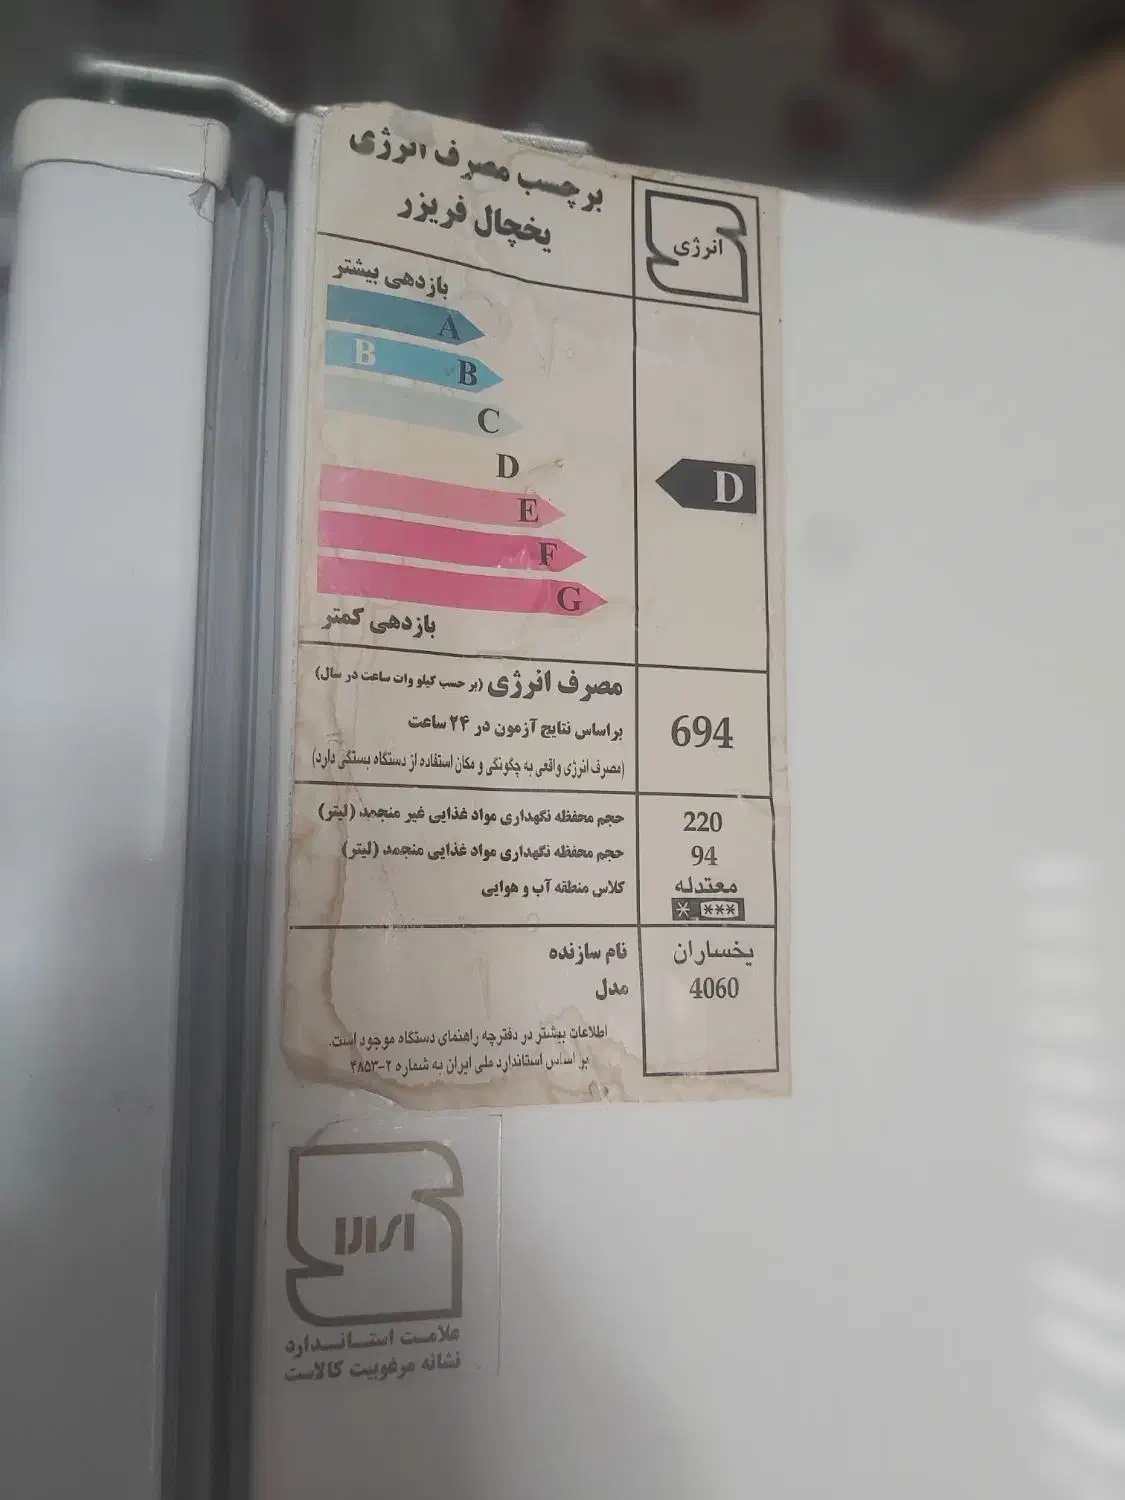 برچسب مصرف انرژی
یخچال فریزر
انرژی
بازدهی بیشتر
A
B B
C
D
D
E
F
G
بازدهی کمتر
مصرف انرژی (بر حسب کیلو وات ساعت در سال)
براساس نتایج آزمون در ۲۴ ساعت
694
(مصرف انرژی واقعی به چگونگی و مکان استفاده از دستگاه بستگی دارد)
حجم محفظه نگهداری مواد غذایی غیر منجمد (لیتر) 220
حجم محفظه نگهداری مواد غذایی منجمد (لیتر) 94
کلاس منطقه آب و هوایی معتدله
* ***
نام سازنده یخساران
مدل 4060
اطلاعات بیشتر در دفترچه راهنمای دستگاه موجود است.
بر اساس استاندارد ملی ایران به شماره ۲-۴۸۵۳
علامت استاندارد
نشانه مرغوبیت کالاست